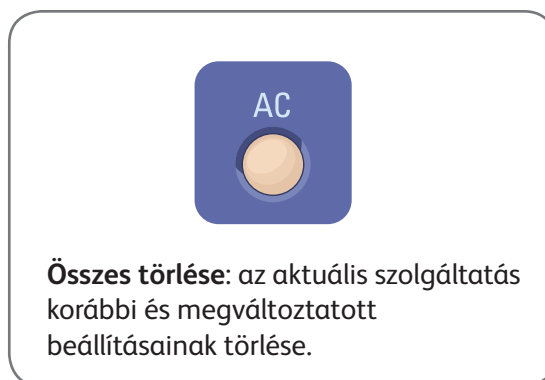 AC
Összes törlése: az aktuális szolgáltatás
korábbi és megváltoztatott
beállításainak törlése.